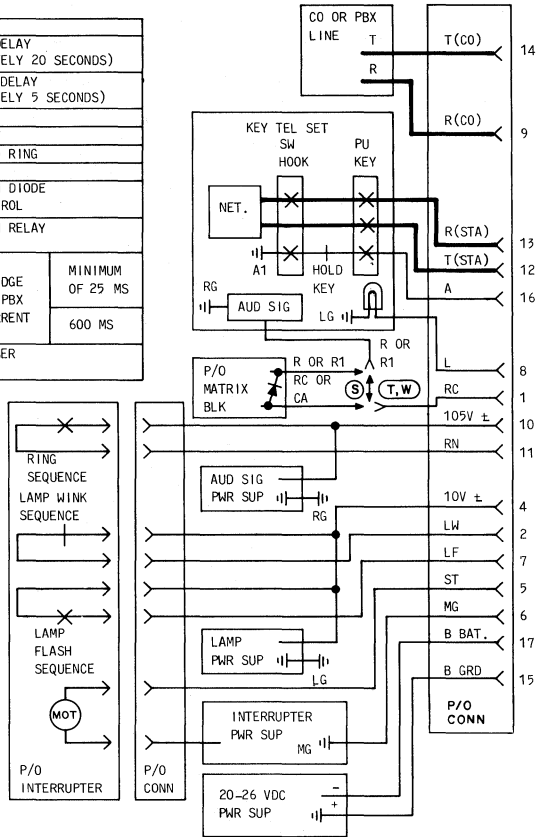 ELAY
ELY 20 SECONDS)
DELAY
ELY 5 SECONDS)
RING
DIODE
ROL
RELAY
DGE
PBX
RENT
MINIMUM
OF 25 MS
600 MS
ER
CO OR PBX
LINE
T
R
T(CO)
14
R(CO)
9
KEY TEL SET
SW
HOOK
PU
KEY
NET.
R(STA)
13
T(STA)
12
A1
HOLD
KEY
A
16
RG
AUD SIG
LG
R OR
R1
L
8
P/O
MATRIX
BLK
R OR R1
RC OR
CA
S
T,W
RC
1
105V ±
10
RN
11
RING
SEQUENCE
LAMP WINK
SEQUENCE
AUD SIG
PWR SUP
RG
10V ±
4
LW
2
LF
7
ST
5
MG
6
LAMP
FLASH
SEQUENCE
LAMP
PWR SUP
LG
B BAT.
17
B GRD
15
MOT
INTERRUPTER
PWR SUP
MG
P/O
CONN
P/O
INTERRUPTER
P/O
CONN
20-26 VDC
PWR SUP
-
+